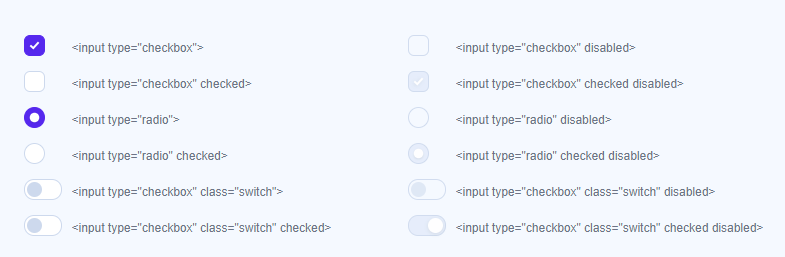 <input type="checkbox">
<input type="checkbox" checked>
<input type="radio">
<input type="radio" checked>
<input type="checkbox" class="switch">
<input type="checkbox" class="switch" checked>
<input type="checkbox" disabled>
<input type="checkbox" checked disabled>
<input type="radio" disabled>
<input type="radio" checked disabled>
<input type="checkbox" class="switch" disabled>
<input type="checkbox" class="switch" checked disabled>